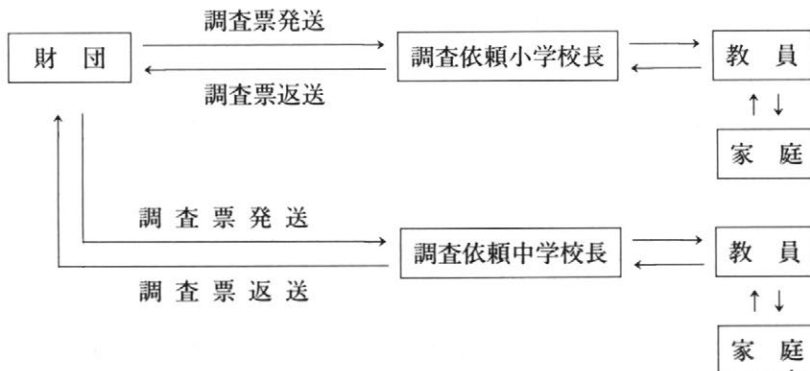 調査票発送
財団
調査依頼小学校長
教員
調査票返送
家庭
調査票発送
調査依頼中学校長
教員
調査票返送
家庭